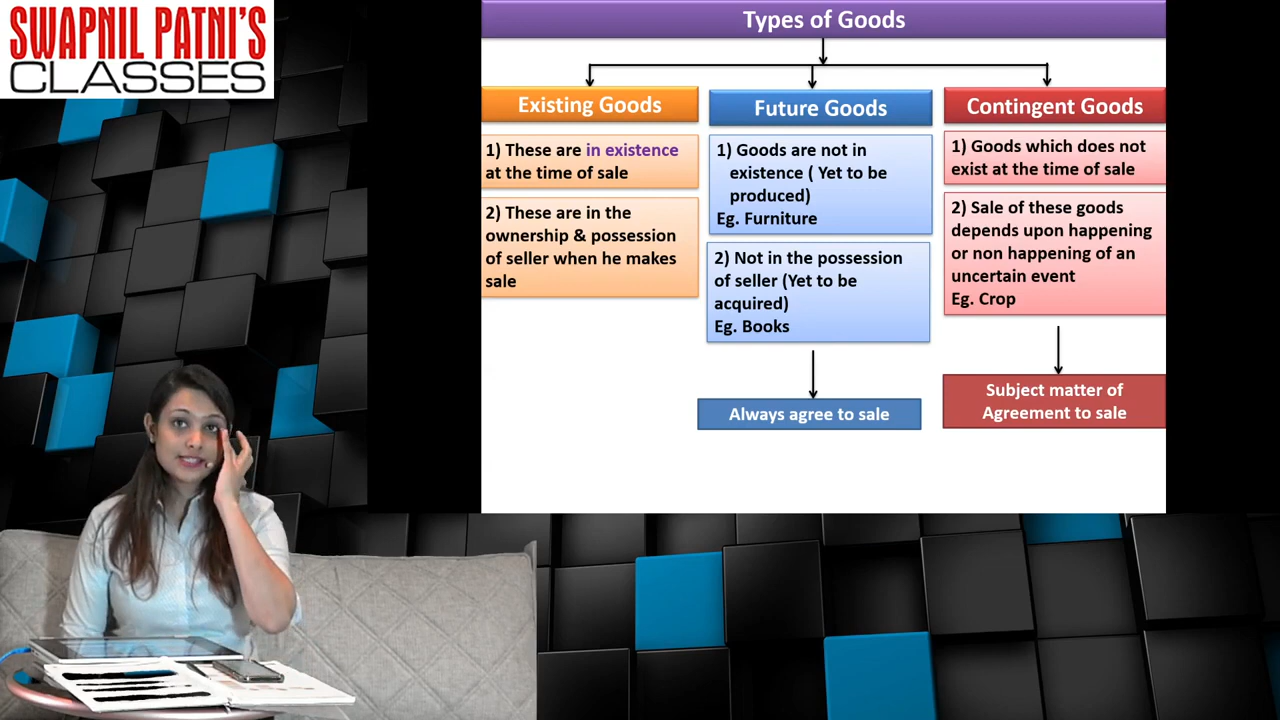 SWAPNIL PATNI'S
CLASSES
Types of Goods
Existing Goods
1) These are in existence
at the time of sale
2) These are in the
ownership & possession
of seller when he makes
sale
Future Goods
1) Goods are not in
existence ( Yet to be
produced)
Eg. Furniture
2) Not in the possession
of seller (Yet to be
acquired)
Eg. Books
Always agree to sale
Contingent Goods
1) Goods which does not
exist at the time of sale
2) Sale of these goods
depends upon happening
or non happening of an
uncertain event
Eg. Crop
Subject matter of
Agreement to sale